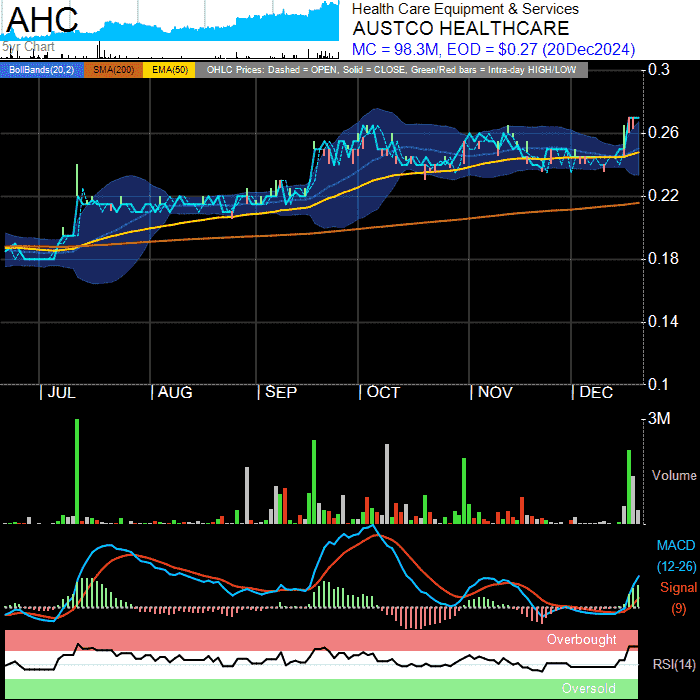 AHC
5yr Chart
Health Care Equipment & Services
AUSTCO HEALTHCARE
MC = 98.3M, EOD = $0.27 (20Dec2024)
BollBands(20,2) SMA(200) EMA(50) OHLC Prices: Dashed = OPEN, Solid = CLOSE, Green/Red bars = Intra-day HIGH/LOW
0.3
0.26
0.22
0.18
0.14
0.1
JUL AUG SEP OCT NOV DEC
3M
Volume
MACD
(12-26)
Signal
(9)
Overbought
RSI(14)
Oversold